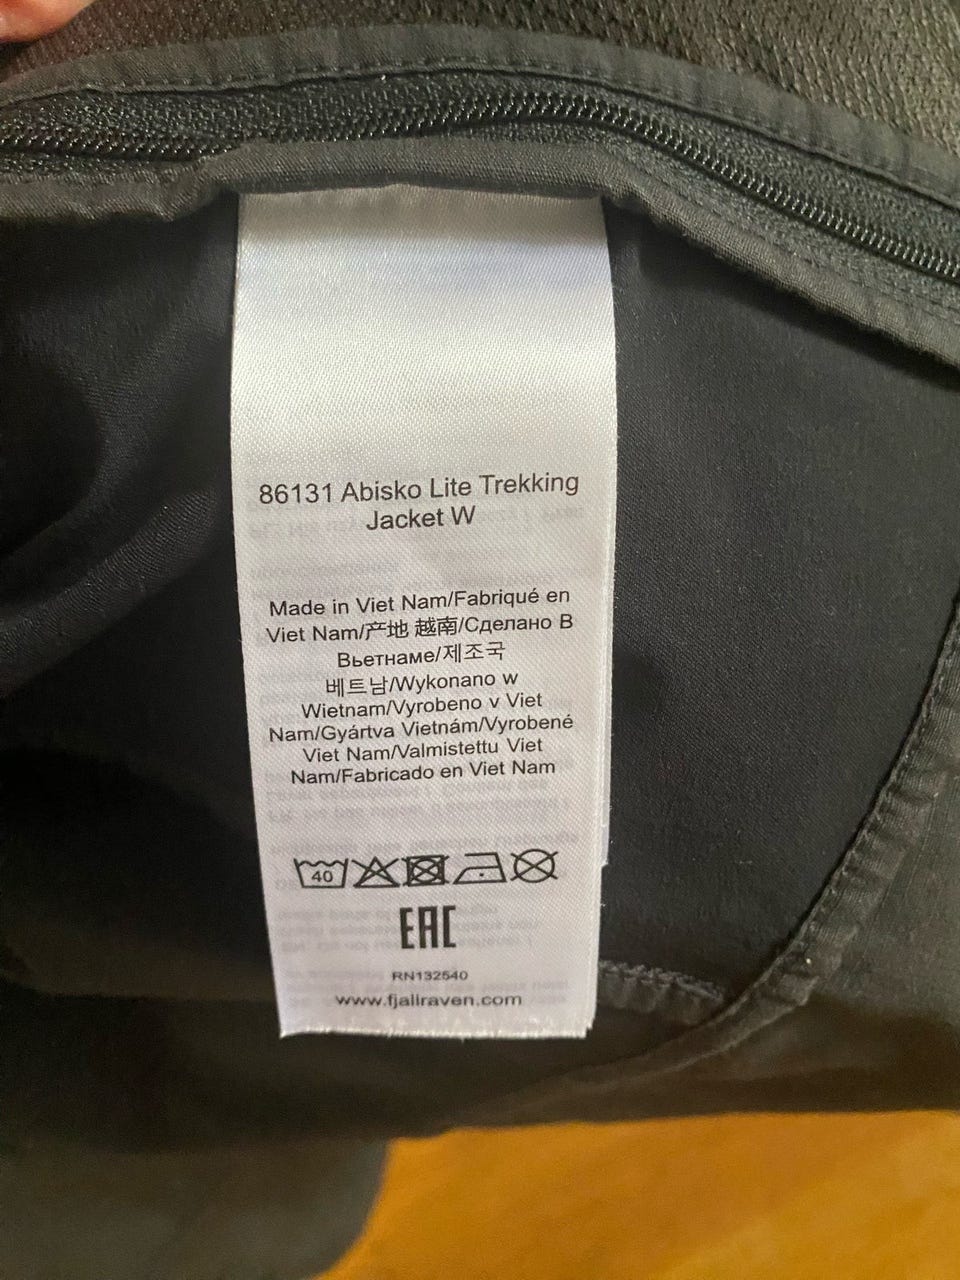 86131 Abisko Lite Trekking
Jacket W
Made in Viet Nam/Fabriqué en
Viet Nam/产地 越南/Сделано В
Вьетнаме/제조국
베트남/Wykonano w
Wietnam/Vyrobeno v Viet
Nam/Gyártva Vietnám/Vyrobené
Viet Nam/Valmistettu Viet
Nam/Fabricado en Viet Nam
40
EAC
RN132540
www.fjallraven.com